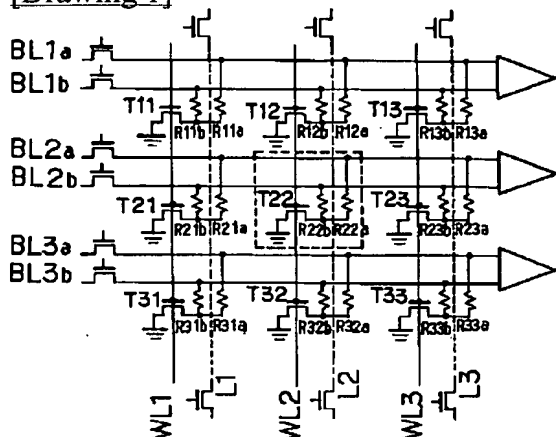 [Drawing 1]
BL1a
BL1b
T11
R11b R11a
T12
R12b R12a
T13
R13b R13a
BL2a
BL2b
T21
R21b R21a
T22
R22b R22a
T23
R23b R23a
BL3a
BL3b
T31
R31b R31a
T32
R32b R32a
T33
R33b R33a
WL1
L1
WL2
L2
WL3
L3